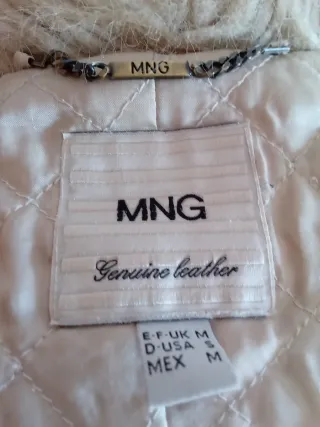 MNG
MNG
Genuine leather
E-F-UK M
D-USA S
MEX M